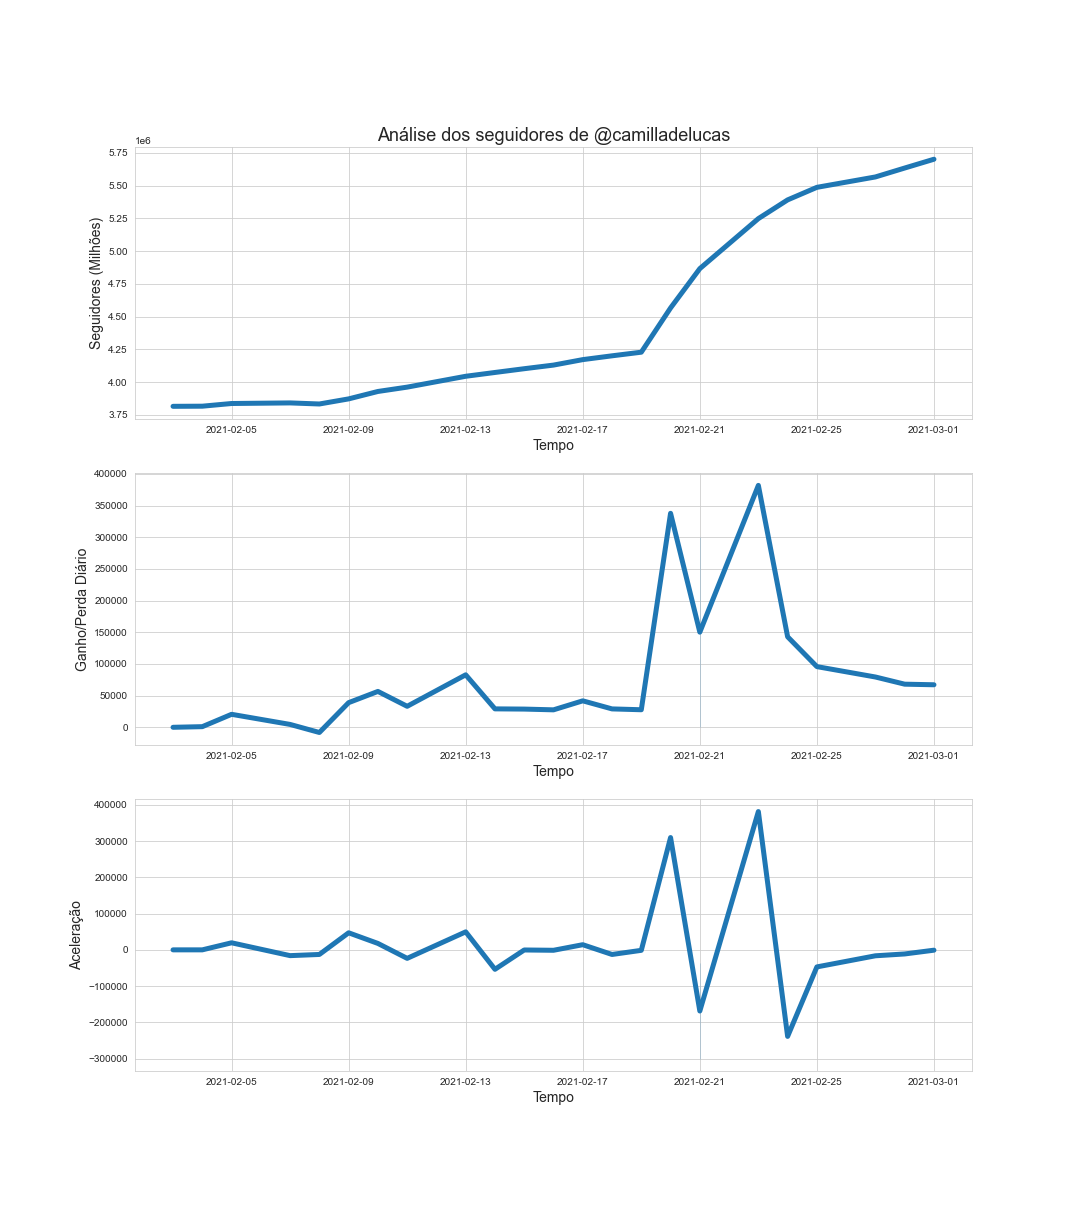 Análise dos seguidores de @camilladelucas
1e6
5.75
5.50
5.25
5.00
4.75
4.50
4.25
4.00
3.75
Seguidores (Milhões)
2021-02-05 2021-02-09 2021-02-13 2021-02-17 2021-02-21 2021-02-25 2021-03-01
Tempo
400000
350000
300000
250000
200000
150000
100000
50000
0
Ganho/Perda Diário
2021-02-05 2021-02-09 2021-02-13 2021-02-17 2021-02-21 2021-02-25 2021-03-01
Tempo
400000
300000
200000
100000
0
−100000
−200000
−300000
Aceleração
2021-02-05 2021-02-09 2021-02-13 2021-02-17 2021-02-21 2021-02-25 2021-03-01
Tempo